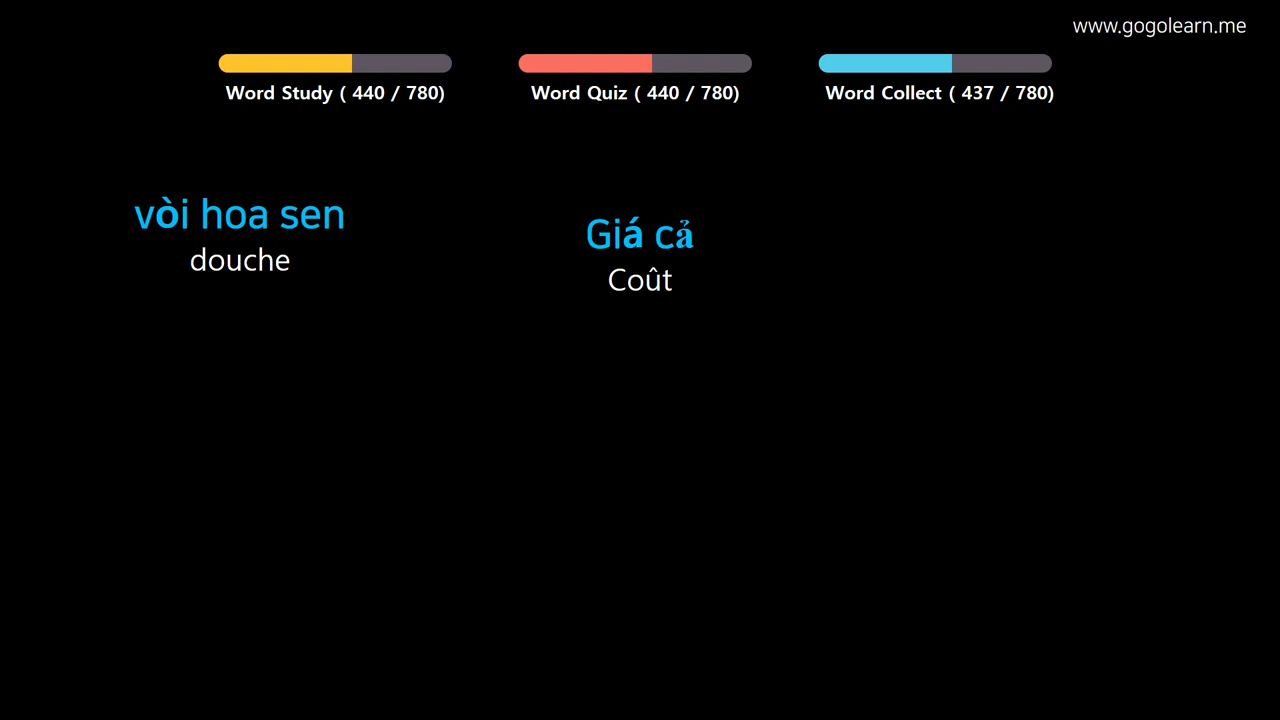 www.gogolearn.me
Word Study ( 440 / 780)
Word Quiz ( 440 / 780)
Word Collect ( 437 / 780)
vòi hoa sen
douche
Giá cả
Coût